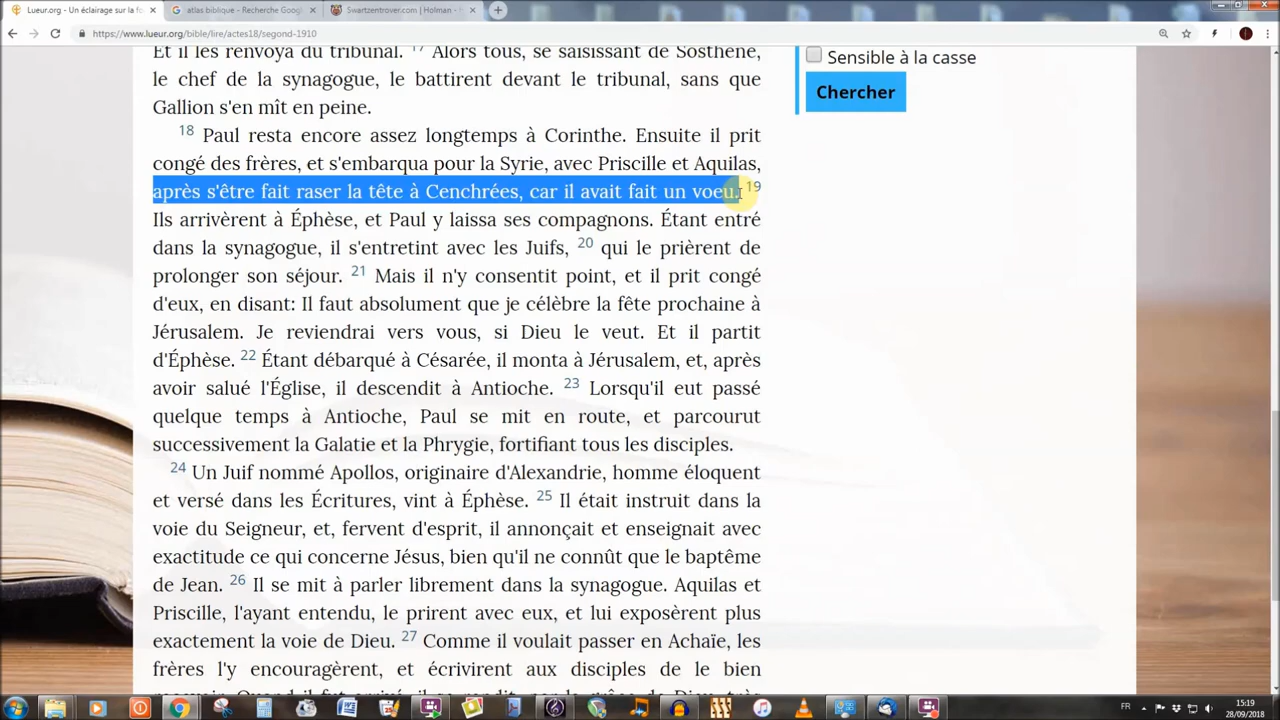 Lueur.org - Un éclairage sur la fo
atlas biblique - Recherche Goog
Swartzentrover.com | Holman -
https://www.lueur.org/bible/lire/actes18/segond-1910
Et il les renvoya du tribunal. 17 Alors tous, se saisissant de Sosthène,
le chef de la synagogue, le battirent devant le tribunal, sans que
Gallion s'en mît en peine.
18 Paul resta encore assez longtemps à Corinthe. Ensuite il prit
congé des frères, et s'embarqua pour la Syrie, avec Priscille et Aquilas,
après s'être fait raser la tête à Cenchrées, car il avait fait un voeu. 19
Ils arrivèrent à Éphèse, et Paul y laissa ses compagnons. Étant entré
dans la synagogue, il s'entretint avec les Juifs, 20 qui le prièrent de
prolonger son séjour. 21 Mais il n'y consentit point, et il prit congé
d'eux, en disant: Il faut absolument que je célèbre la fête prochaine à
Jérusalem. Je reviendrai vers vous, si Dieu le veut. Et il partit
d'Éphèse. 22 Étant débarqué à Césarée, il monta à Jérusalem, et, après
avoir salué l'Église, il descendit à Antioche. 23 Lorsqu'il eut passé
quelque temps à Antioche, Paul se mit en route, et parcourut
successivement la Galatie et la Phrygie, fortifiant tous les disciples.
24 Un Juif nommé Apollos, originaire d'Alexandrie, homme éloquent
et versé dans les Écritures, vint à Éphèse. 25 Il était instruit dans la
voie du Seigneur, et, fervent d'esprit, il annonçait et enseignait avec
exactitude ce qui concerne Jésus, bien qu'il ne connût que le baptême
de Jean. 26 Il se mit à parler librement dans la synagogue. Aquilas et
Priscille, l'ayant entendu, le prirent avec eux, et lui exposèrent plus
exactement la voie de Dieu. 27 Comme il voulait passer en Achaïe, les
frères l'y encouragèrent, et écrivirent aux disciples de le bien
Sensible à la casse
Chercher
FR
15:19
28/09/2018